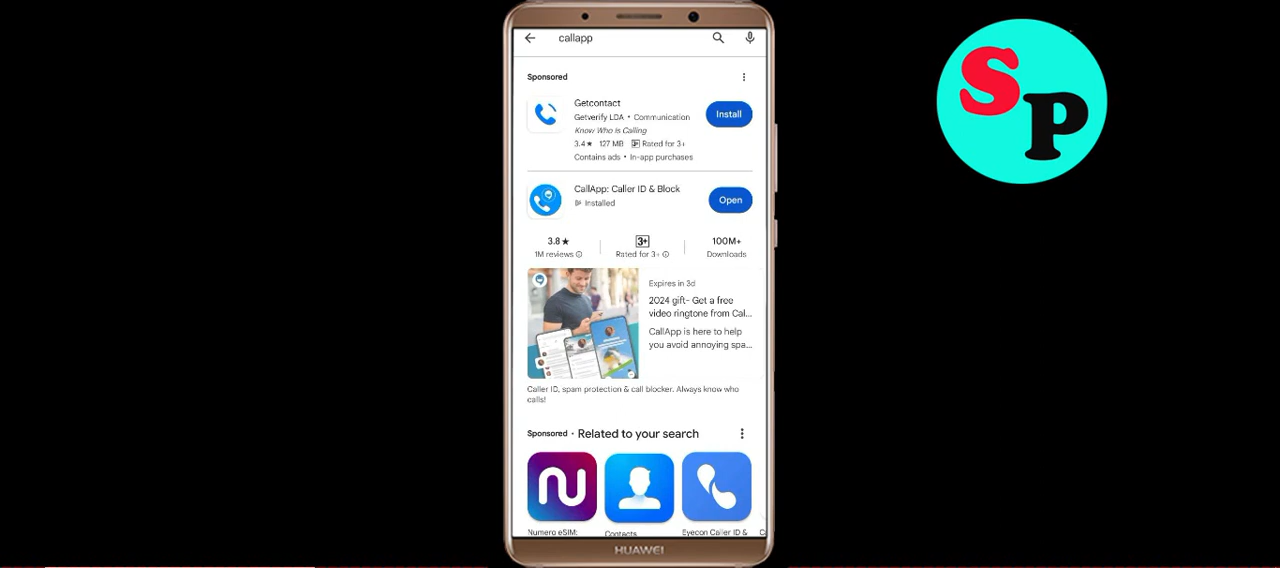 callapp
Sponsored
Getcontact
Getverify LDA • Communication
Know Who Is Calling
3.4★ 127 MB 3+ Rated for 3+
Contains ads • In-app purchases
Install
CallApp: Caller ID & Block
Installed
Open
3.8★
1M reviews
3+
Rated for 3+
100M+
Downloads
Expires in 3d
2024 gift- Get a free
video ringtone from Cal...
CallApp is here to help
you avoid annoying spa...
Caller ID, spam protection & call blocker. Always know who
calls!
Sponsored • Related to your search
Numero eSIM:
Contacts
Eyecon Caller ID &
HUAWEI
SP